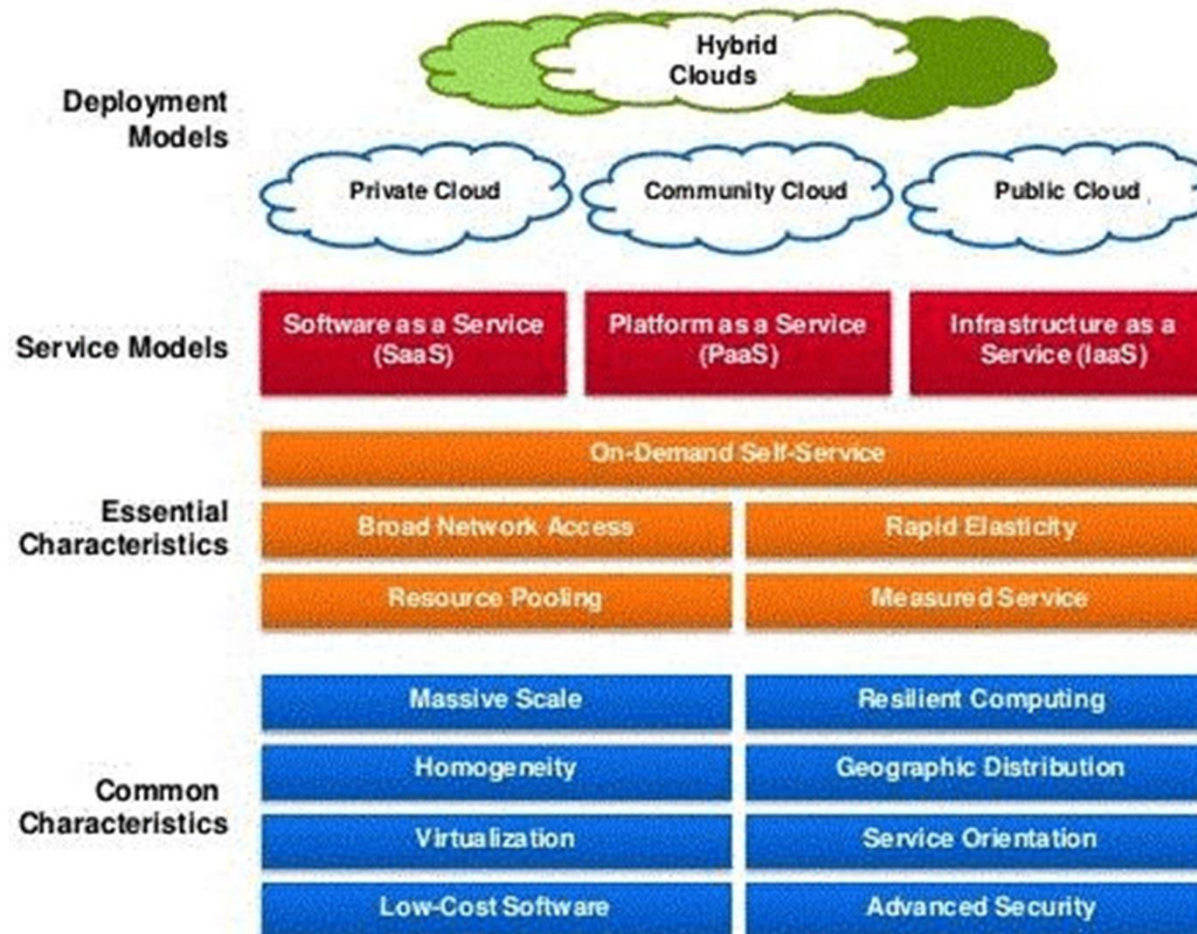 Hybrid
Clouds
Deployment
Models
Private Cloud
Community Cloud
Public Cloud
Service Models
Software as a Service
(SaaS)
Platform as a Service
(PaaS)
Infrastructure as a
Service (IaaS)
On-Demand Self-Service
Essential
Characteristics
Broad Network Access
Rapid Elasticity
Resource Pooling
Measured Service
Common
Characteristics
Massive Scale
Resilient Computing
Homogeneity
Geographic Distribution
Virtualization
Service Orientation
Low-Cost Software
Advanced Security